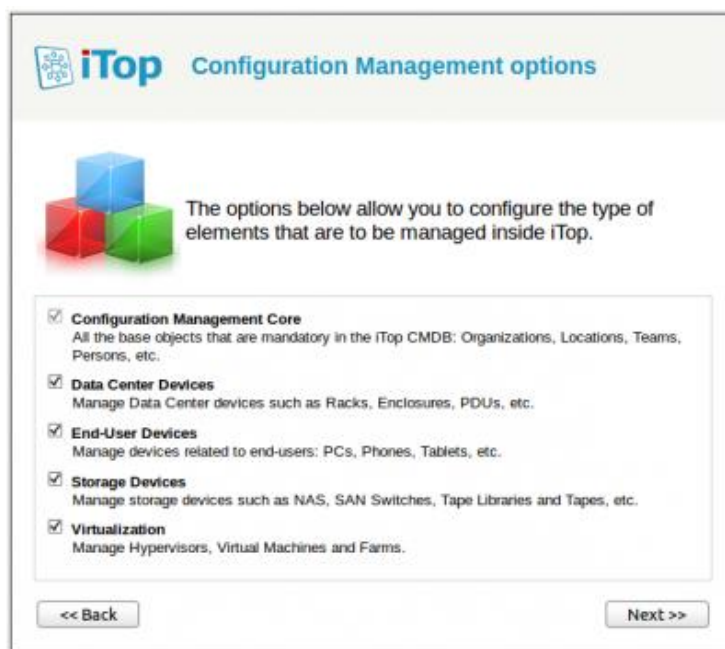 iTop Configuration Management options
The options below allow you to configure the type of
elements that are to be managed inside iTop.
Configuration Management Core
All the base objects that are mandatory in the iTop CMDB: Organizations, Locations, Teams,
Persons, etc.
Data Center Devices
Manage Data Center devices such as Racks, Enclosures, PDUs, etc.
End-User Devices
Manage devices related to end-users: PCs, Phones, Tablets, etc.
Storage Devices
Manage storage devices such as NAS, SAN Switches, Tape Libraries and Tapes, etc.
Virtualization
Manage Hypervisors, Virtual Machines and Farms.
<< Back Next >>